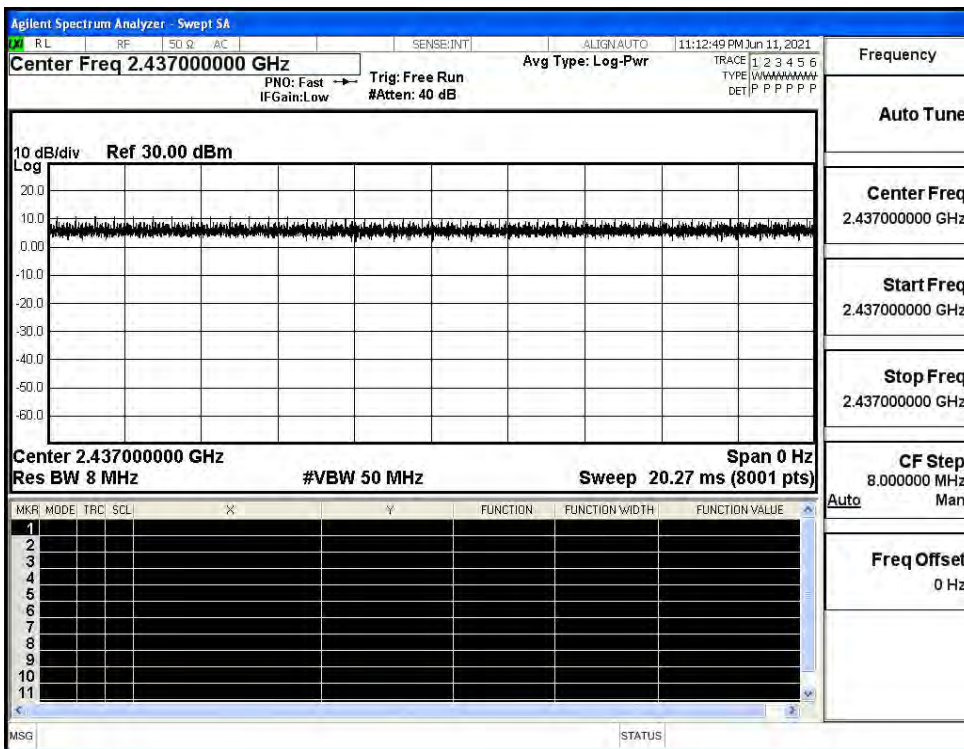 Agilent Spectrum Analyzer - Swept SA
LXI RL RF 50 Ω AC SENSE:INT ALIGN AUTO 11:12:49 PM Jun 11, 2021
Center Freq 2.437000000 GHz
PNO: Fast
IFGain:Low
Trig: Free Run
#Atten: 40 dB
Avg Type: Log-Pwr
TRACE 1 2 3 4 5 6
TYPE WWWWWW
DET P P P P P P
10 dB/div Ref 30.00 dBm
Log
20.0
10.0
0.00
-10.0
-20.0
-30.0
-40.0
-50.0
-60.0
Center 2.437000000 GHz Span 0 Hz
Res BW 8 MHz #VBW 50 MHz Sweep 20.27 ms (8001 pts)
MKR MODE TRC SCL X Y FUNCTION FUNCTION WIDTH FUNCTION VALUE
1
2
3
4
5
6
7
8
9
10
11
MSG STATUS
Frequency
Auto Tune
Center Freq
2.437000000 GHz
Start Freq
2.437000000 GHz
Stop Freq
2.437000000 GHz
CF Step
8.000000 MHz
Auto Man
Freq Offset
0 Hz